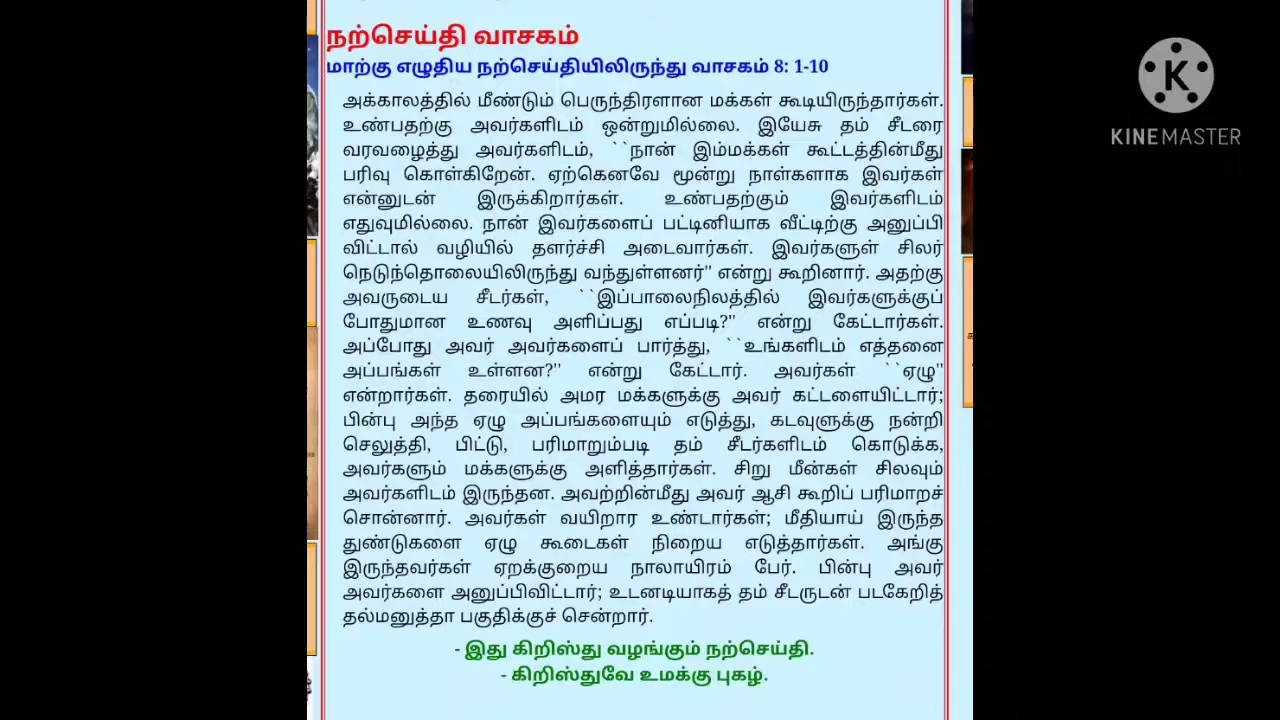 நற்செய்தி வாசகம்
மாற்கு எழுதிய நற்செய்தியிலிருந்து வாசகம் 8: 1-10
அக்காலத்தில் மீண்டும் பெருந்திரளான மக்கள் கூடியிருந்தார்கள்.
உண்பதற்கு அவர்களிடம் ஒன்றுமில்லை. இயேசு தம் சீடரை
வரவழைத்து அவர்களிடம், ``நான் இம்மக்கள் கூட்டத்தின்மீது
பரிவு கொள்கிறேன். ஏற்கெனவே மூன்று நாள்களாக இவர்கள்
என்னுடன் இருக்கிறார்கள். உண்பதற்கும் இவர்களிடம்
எதுவுமில்லை. நான் இவர்களைப் பட்டினியாக வீட்டிற்கு அனுப்பி
விட்டால் வழியில் தளர்ச்சி அடைவார்கள். இவர்களுள் சிலர்
நெடுந்தொலையிலிருந்து வந்துள்ளனர்'' என்று கூறினார். அதற்கு
அவருடைய சீடர்கள், ``இப்பாலைநிலத்தில் இவர்களுக்குப்
போதுமான உணவு அளிப்பது எப்படி?'' என்று கேட்டார்கள்.
அப்போது அவர் அவர்களைப் பார்த்து, ``உங்களிடம் எத்தனை
அப்பங்கள் உள்ளன?'' என்று கேட்டார். அவர்கள் ``ஏழு''
என்றார்கள். தரையில் அமர மக்களுக்கு அவர் கட்டளையிட்டார்;
பின்பு அந்த ஏழு அப்பங்களையும் எடுத்து, கடவுளுக்கு நன்றி
செலுத்தி, பிட்டு, பரிமாறும்படி தம் சீடர்களிடம் கொடுக்க,
அவர்களும் மக்களுக்கு அளித்தார்கள். சிறு மீன்கள் சிலவும்
அவர்களிடம் இருந்தன. அவற்றின்மீது அவர் ஆசி கூறிப் பரிமாறச்
சொன்னார். அவர்கள் வயிறார உண்டார்கள்; மீதியாய் இருந்த
துண்டுகளை ஏழு கூடைகள் நிறைய எடுத்தார்கள். அங்கு
இருந்தவர்கள் ஏறக்குறைய நாலாயிரம் பேர். பின்பு அவர்
அவர்களை அனுப்பிவிட்டார்; உடனடியாகத் தம் சீடருடன் படகேறித்
தல்மனுத்தா பகுதிக்குச் சென்றார்.
- இது கிறிஸ்து வழங்கும் நற்செய்தி.
- கிறிஸ்துவே உமக்கு புகழ்.
K
KINEMASTER